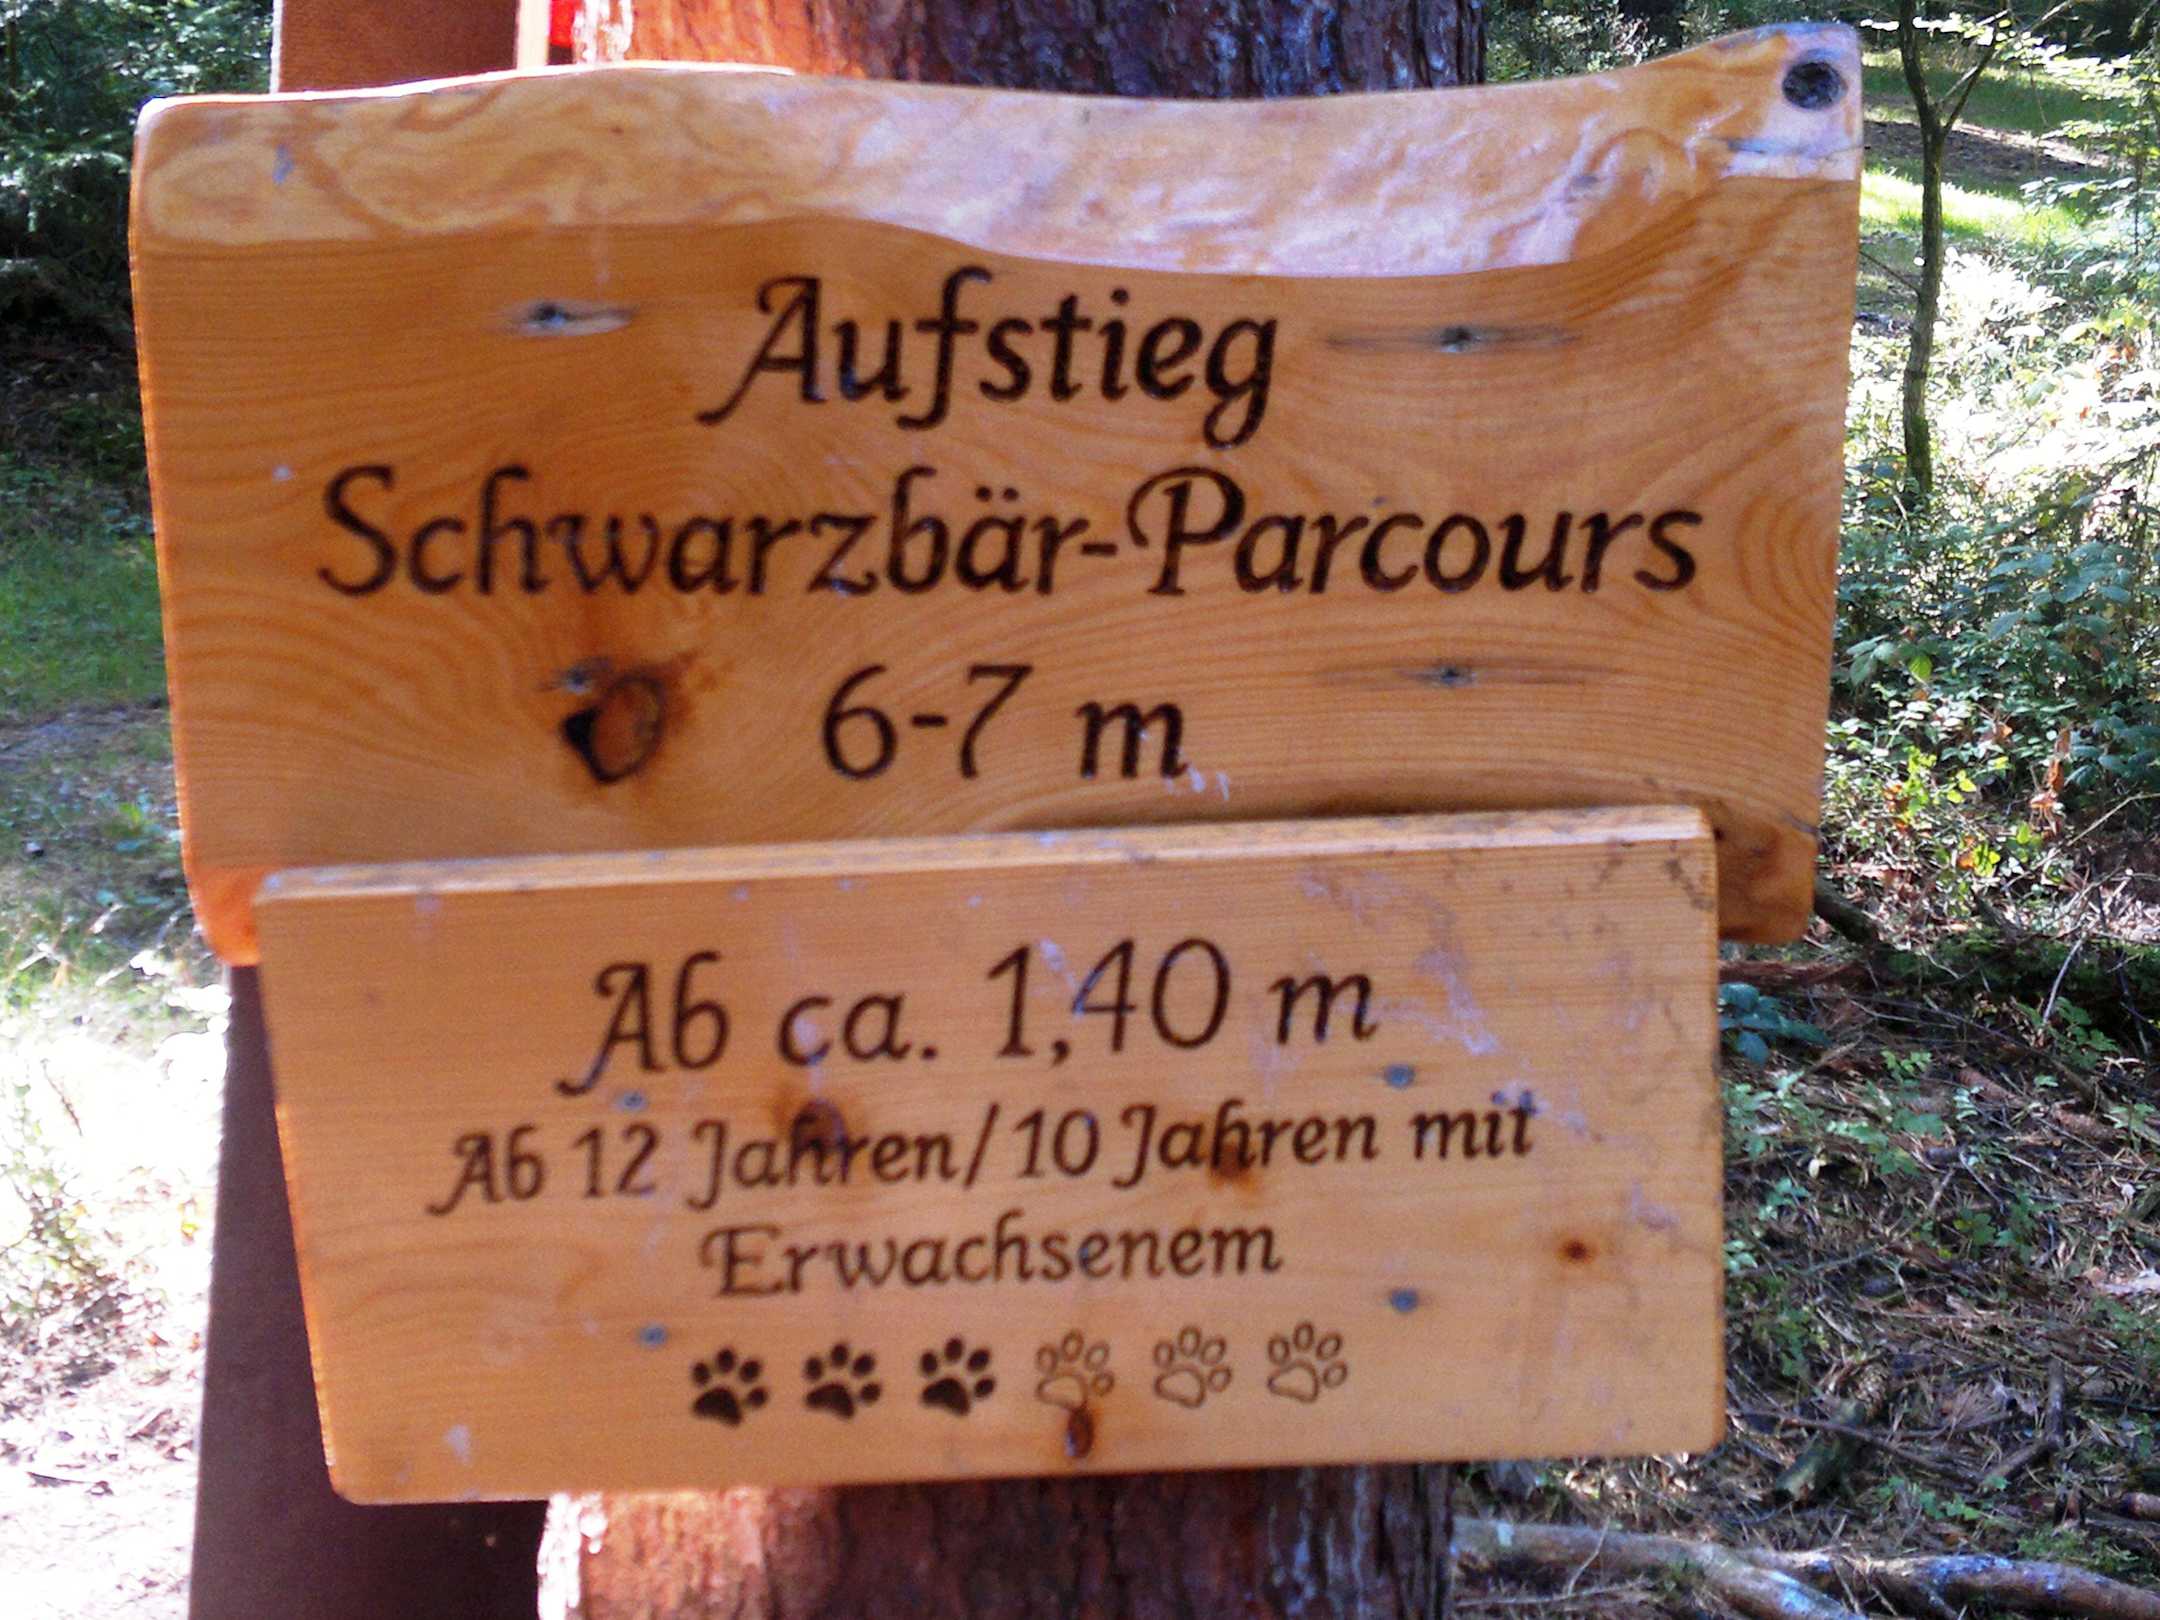 Aufstieg
Schwarzbär-Parcours
6-7 m
Ab ca. 1,40 m
Ab 12 Jahren/10 Jahren mit
Erwachsenem